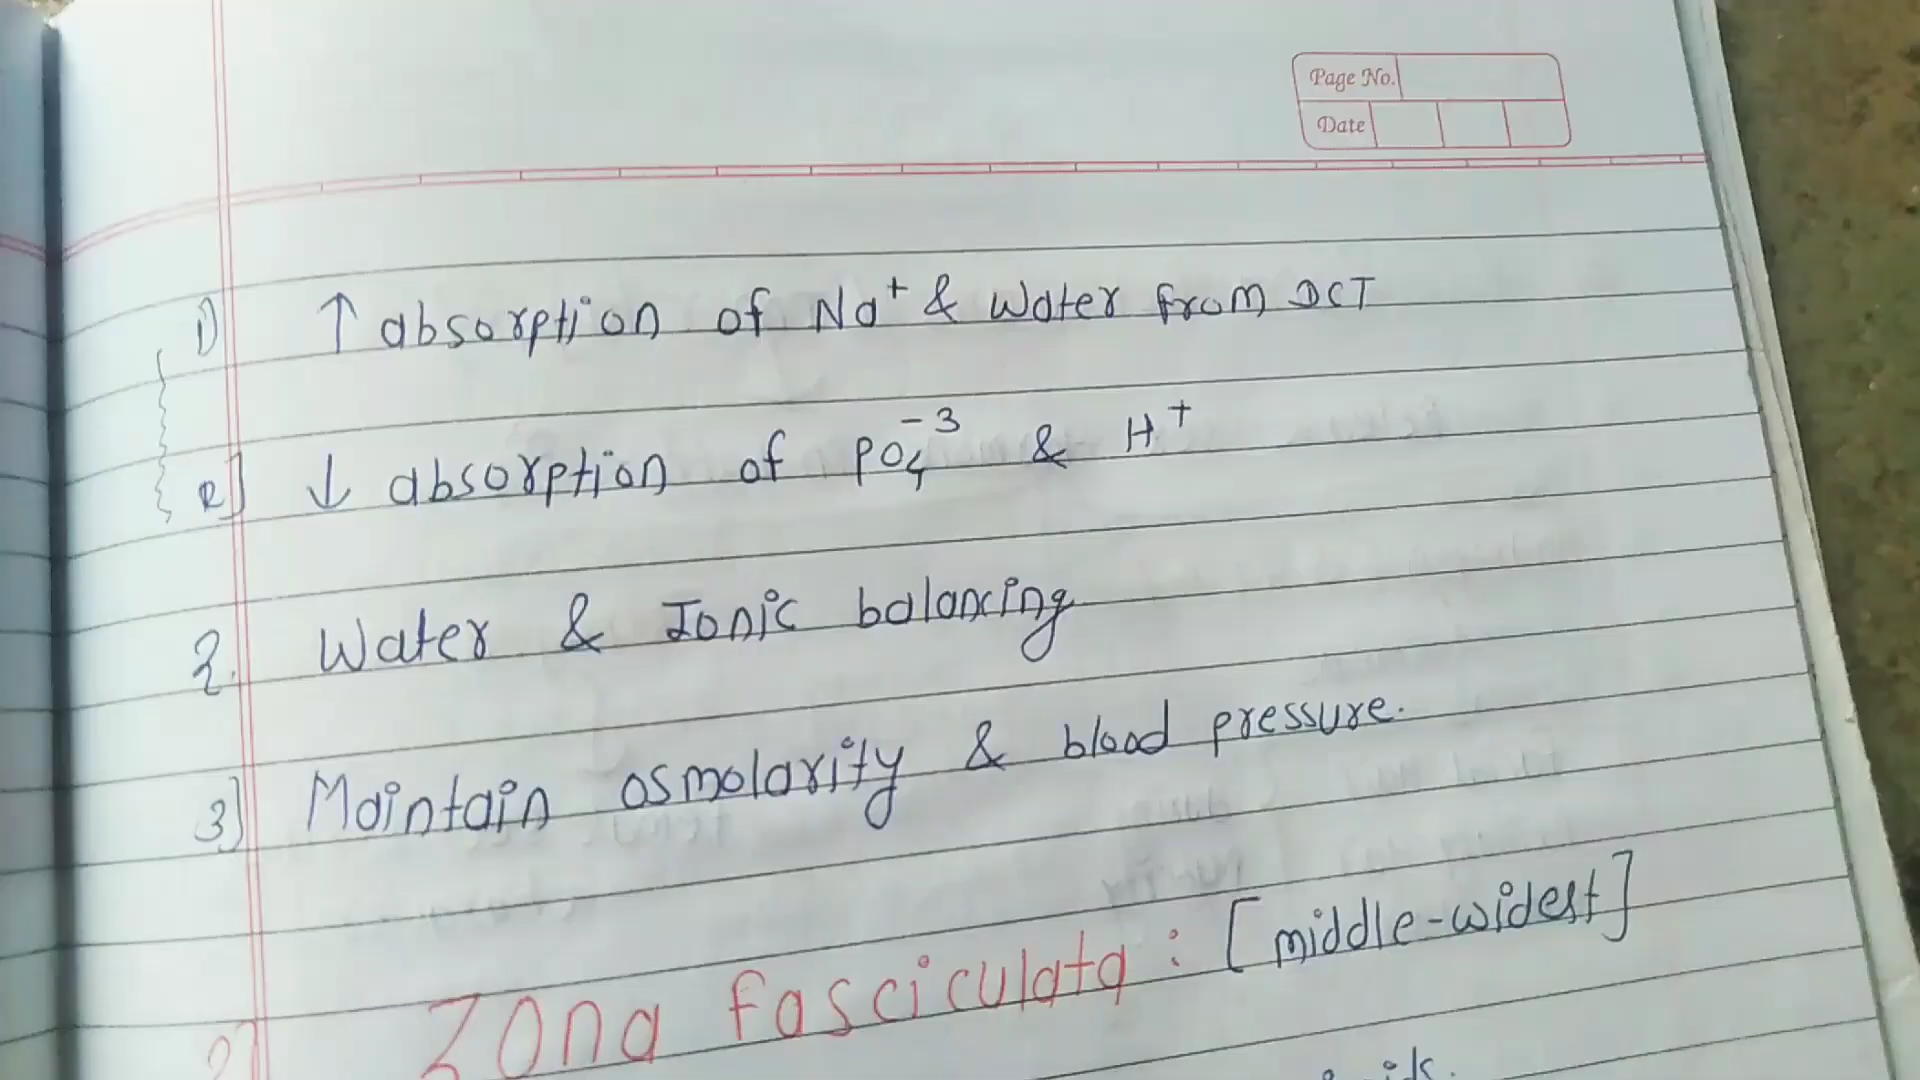 Page No.
Date
1) ↑ absorption of Na⁺ & Water from DCT
2] ↓ absorption of PO₄⁻³ & H⁺
2. Water & Ionic balancing
3] Maintain osmolarity & blood pressure.
2] Zona fasciculata : [middle-widest]